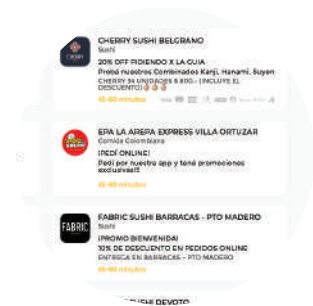 CHERRY SUSHI BELGRANO
Sushi
20% OFF PIDIENDO X LA GUIA
Probá nuestros Combinados Kanji, Hanami, Suyen
CHERRY 54 UNIDADES $ 800.- (INCLUYE EL
DESCUENTO)
45-60 minutos
EPA LA AREPA EXPRESS VILLA ORTUZAR
Comida Colombiana
¡PEDÍ ONLINE!
Pedí por nuestra app y tené promociones
exclusivas!!!
45-60 minutos
FABRIC
FABRIC SUSHI BARRACAS - PTO MADERO
Sushi
¡PROMO BIENVENIDA!
10% DE DESCUENTO EN PEDIDOS ONLINE
ENTREGA EN BARRACAS - PTO MADERO
45-60 minutos
SUSHI DEVOTO